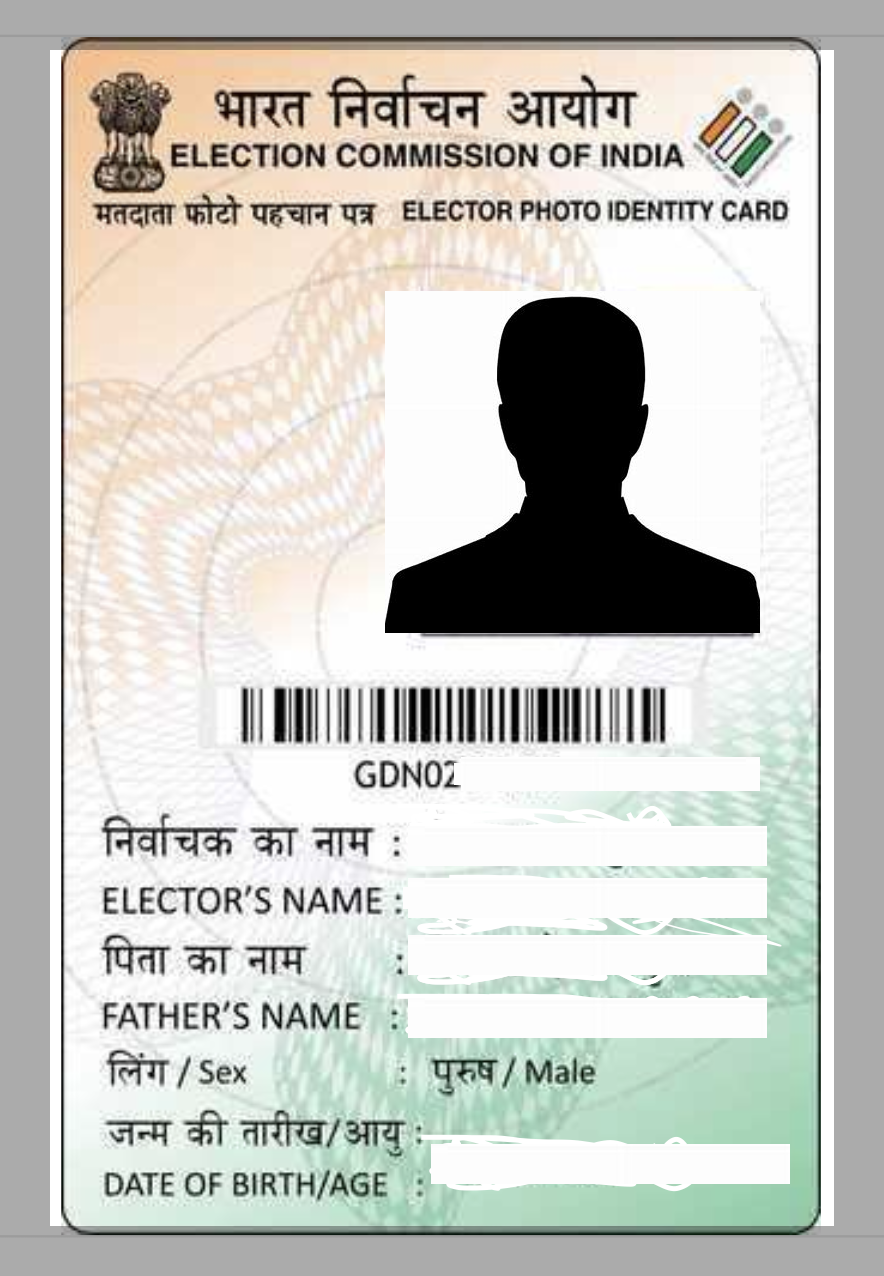 भारत निर्वाचन आयोग
ELECTION COMMISSION OF INDIA
मतदाता फोटो पहचान पत्र ELECTOR PHOTO IDENTITY CARD
GDN02
निर्वाचक का नाम :
ELECTOR'S NAME :
पिता का नाम :
FATHER'S NAME :
लिंग / Sex : पुरुष / Male
जन्म की तारीख/आयु :
DATE OF BIRTH/AGE :